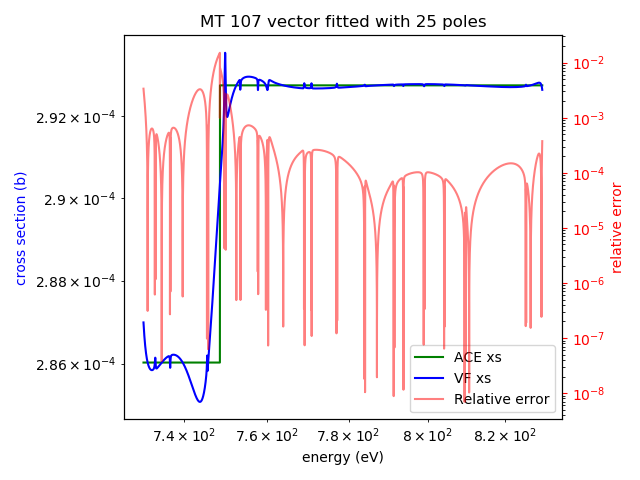 MT 107 vector fitted with 25 poles
cross section (b)
2.92 × 10⁻⁴
2.9 × 10⁻⁴
2.88 × 10⁻⁴
2.86 × 10⁻⁴
10⁻²
10⁻³
10⁻⁴
10⁻⁵
10⁻⁶
10⁻⁷
10⁻⁸
relative error
ACE xs
VF xs
Relative error
7.4 × 10² 7.6 × 10² 7.8 × 10² 8 × 10² 8.2 × 10²
energy (eV)